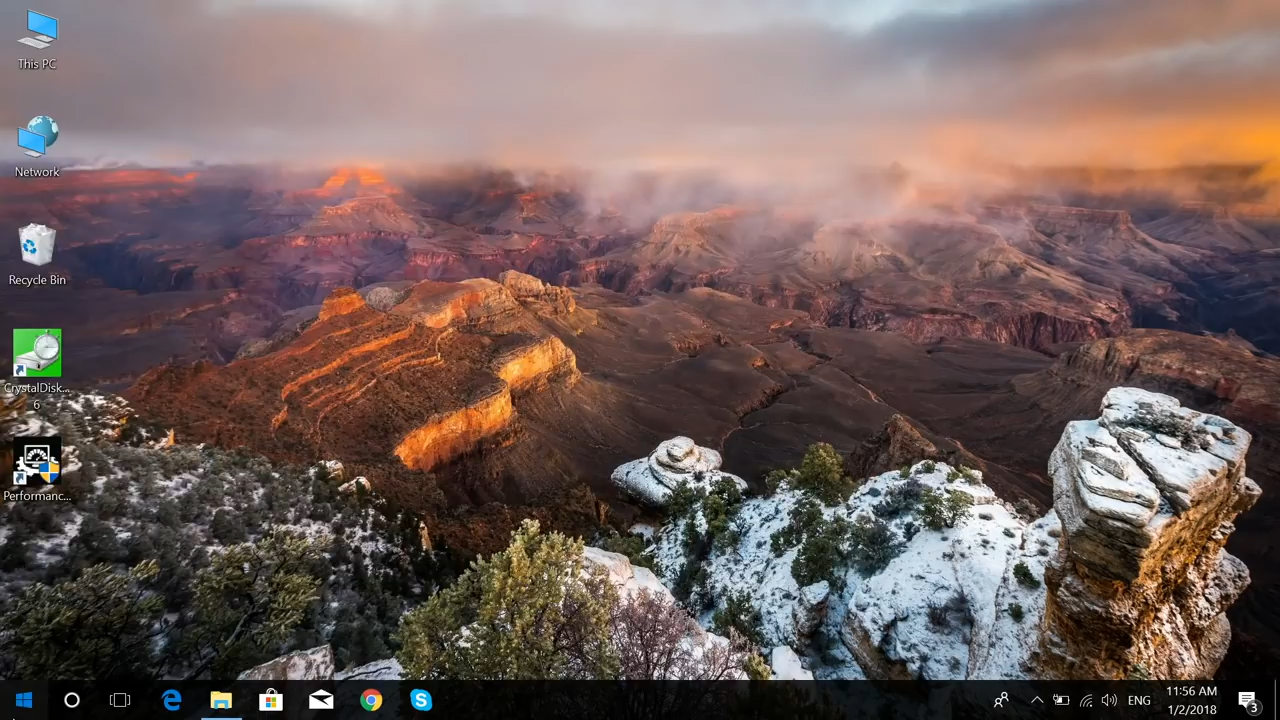 This PC
Network
Recycle Bin
CrystalDisk...
6
Performanc...
ENG
11:56 AM
1/2/2018
3